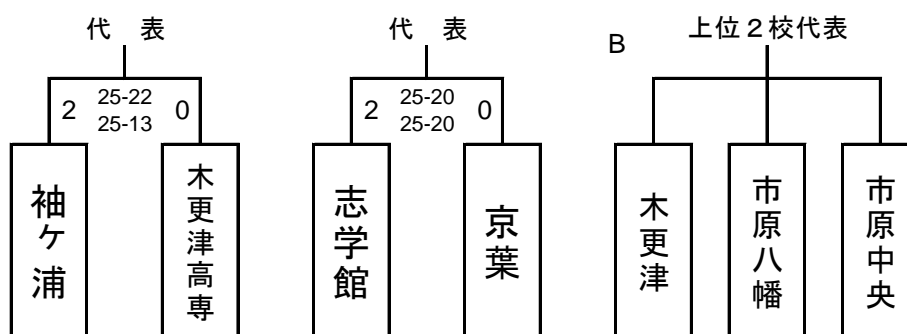 代 表
2 25-22 0
25-13
袖ケ浦
木更津高専
代 表
2 25-20 0
25-20
志学館
京葉
B
上位2校代表
木更津
市原八幡
市原中央